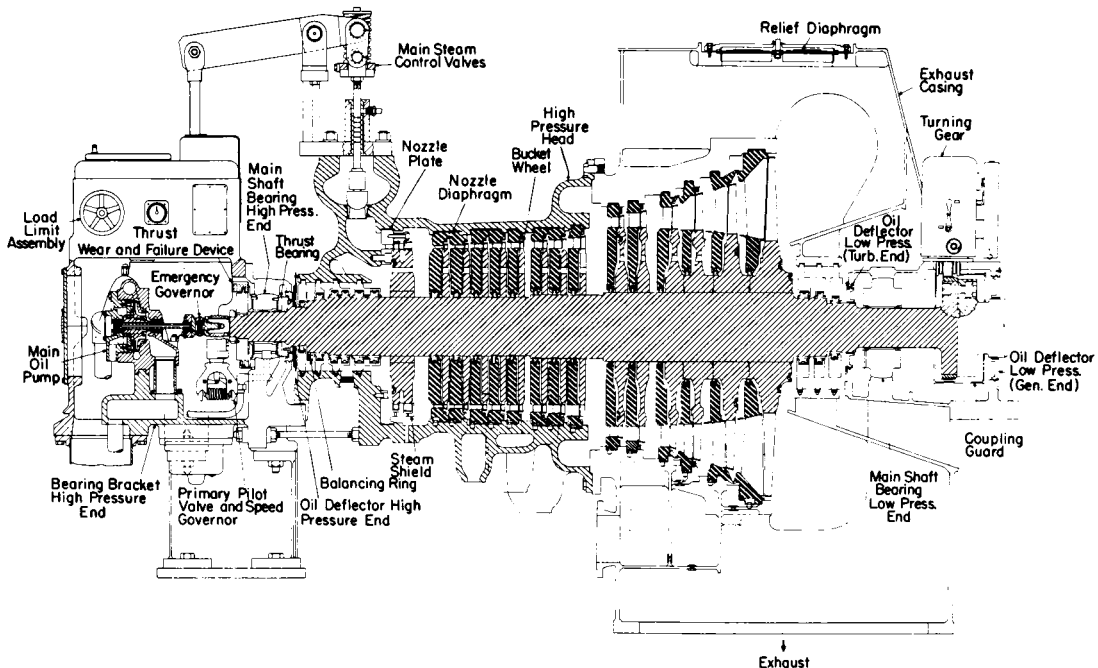 Relief Diaphragm
Main Steam
Control Valves
Exhaust
Casing
High
Pressure
Head
Turning
Gear
Nozzle
Plate
Bucket
Wheel
Main
Shaft
Bearing
High Press.
End
Nozzle
Diaphragm
Load
Limit
Assembly
Thrust
Wear and Failure Device
Thrust
Bearing
Oil
Deflector
Low Press.
(Turb. End)
Emergency
Governor
Main
Oil
Pump
Oil Deflector
Low Press.
(Gen. End)
Steam
Shield
Coupling
Guard
Bearing Bracket
High Pressure
End
Primary Pilot
Valve and Speed
Governor
Balancing Ring
Oil Deflector High
Pressure End
Main Shaft
Bearing
Low Press.
End
Exhaust